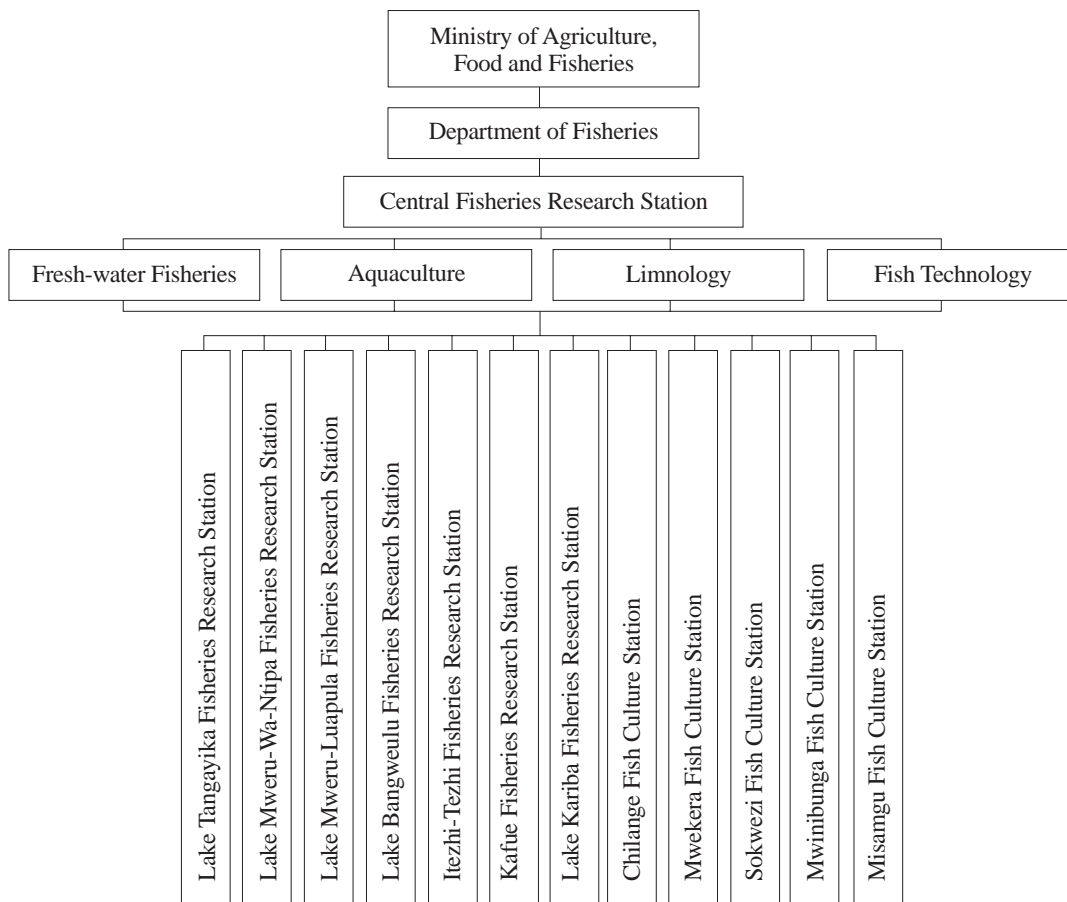 Ministry of Agriculture,
Food and Fisheries
Department of Fisheries
Central Fisheries Research Station
Fresh-water Fisheries
Aquaculture
Limnology
Fish Technology
Lake Tangayika Fisheries Research Station
Lake Mweru-Wa-Ntipa Fisheries Research Station
Lake Mweru-Luapula Fisheries Research Station
Lake Bangweulu Fisheries Research Station
Itezhi-Tezhi Fisheries Research Station
Kafue Fisheries Research Station
Lake Kariba Fisheries Research Station
Chilange Fish Culture Station
Mwekera Fish Culture Station
Sokwezi Fish Culture Station
Mwinibunga Fish Culture Station
Misamgu Fish Culture Station